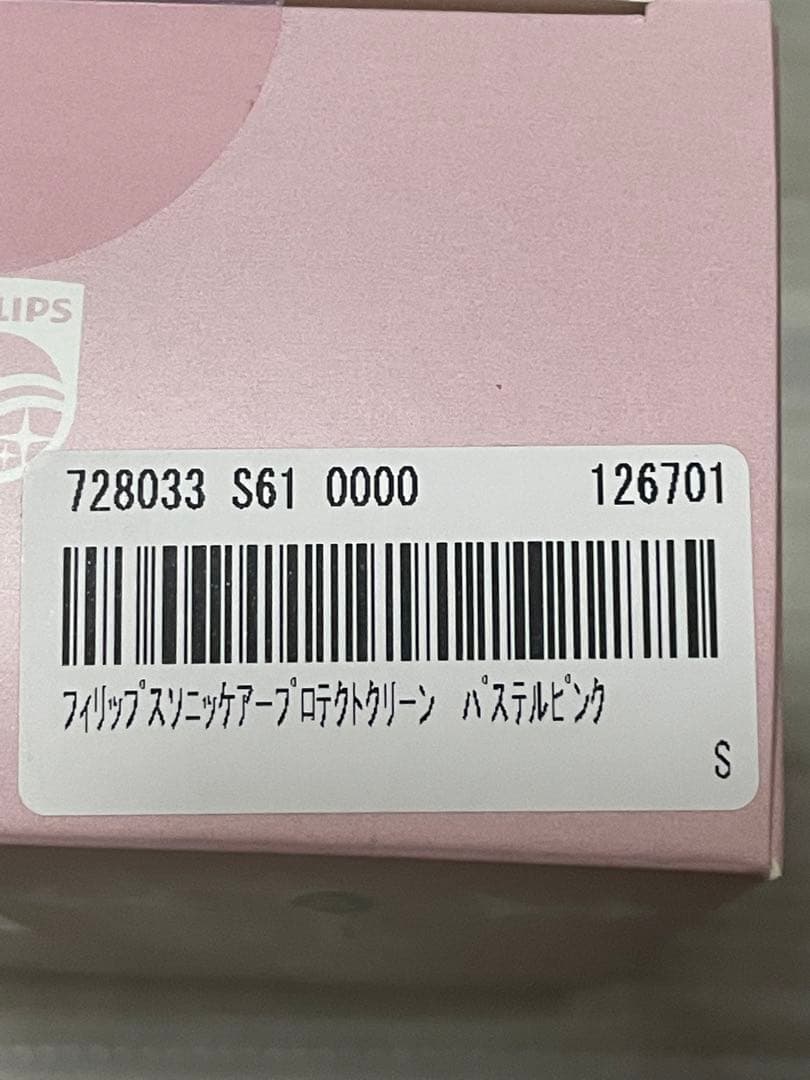 LIPS
728033 S61 0000 126701
フィリップスソニッケアープロテクトクリーン パステルピンク
S